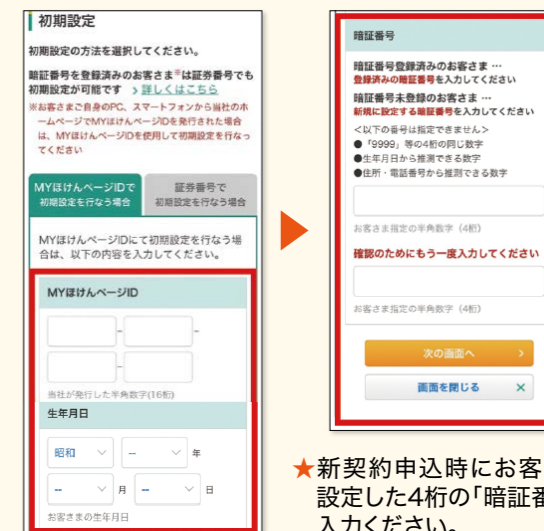 初期設定
初期設定の方法を選択してください。
暗証番号を登録済みのお客さま※は証券番号でも
初期設定が可能です > 詳しくはこちら
※お客さまご自身のPC、スマートフォンから当社のホ
ームページでMYほけんページIDを発行された場合
は、MYほけんページIDを使用して初期設定を行なっ
てください
MYほけんページIDで
初期設定を行なう場合
証券番号で
初期設定を行なう場合
MYほけんページIDにて初期設定を行なう場
合は、以下の内容を入力してください。
MYほけんページID
- -
-
当社が発行した半角数字(16桁)
生年月日
昭和 -- 年
-- 月 -- 日
お客さまの生年月日
暗証番号
暗証番号登録済みのお客さま …
登録済みの暗証番号を入力してください
暗証番号未登録のお客さま …
新規に設定する暗証番号を入力してください
<以下の番号は指定できません>
●「9999」等の4桁の同じ数字
●生年月日から推測できる数字
●住所・電話番号から推測できる数字
お客さま指定の半角数字（4桁）
確認のためにもう一度入力してください
お客さま指定の半角数字（4桁）
次の画面へ >
画面を閉じる ×
★新契約申込時にお客
設定した4桁の「暗証番
入力ください。